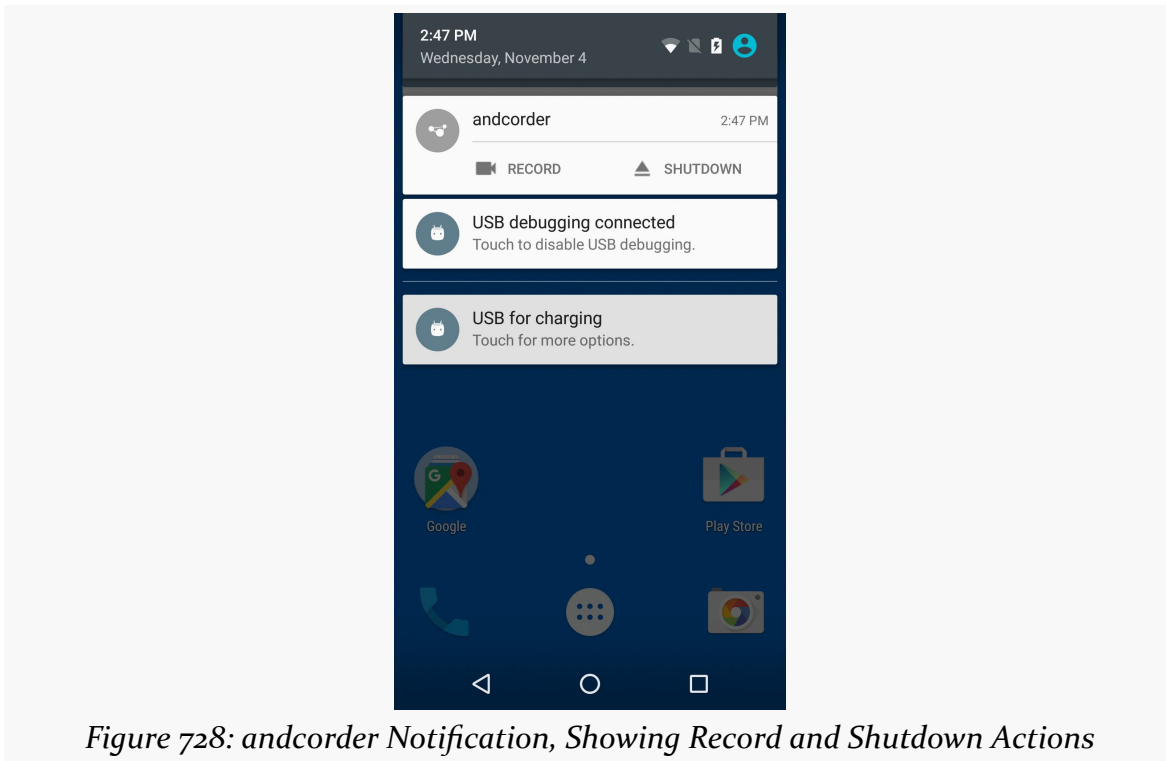 2:47 PM
Wednesday, November 4
andcorder 2:47 PM
RECORD SHUTDOWN
USB debugging connected
Touch to disable USB debugging.
USB for charging
Touch for more options.
G
Google Play Store
Figure 728: andcorder Notification, Showing Record and Shutdown Actions